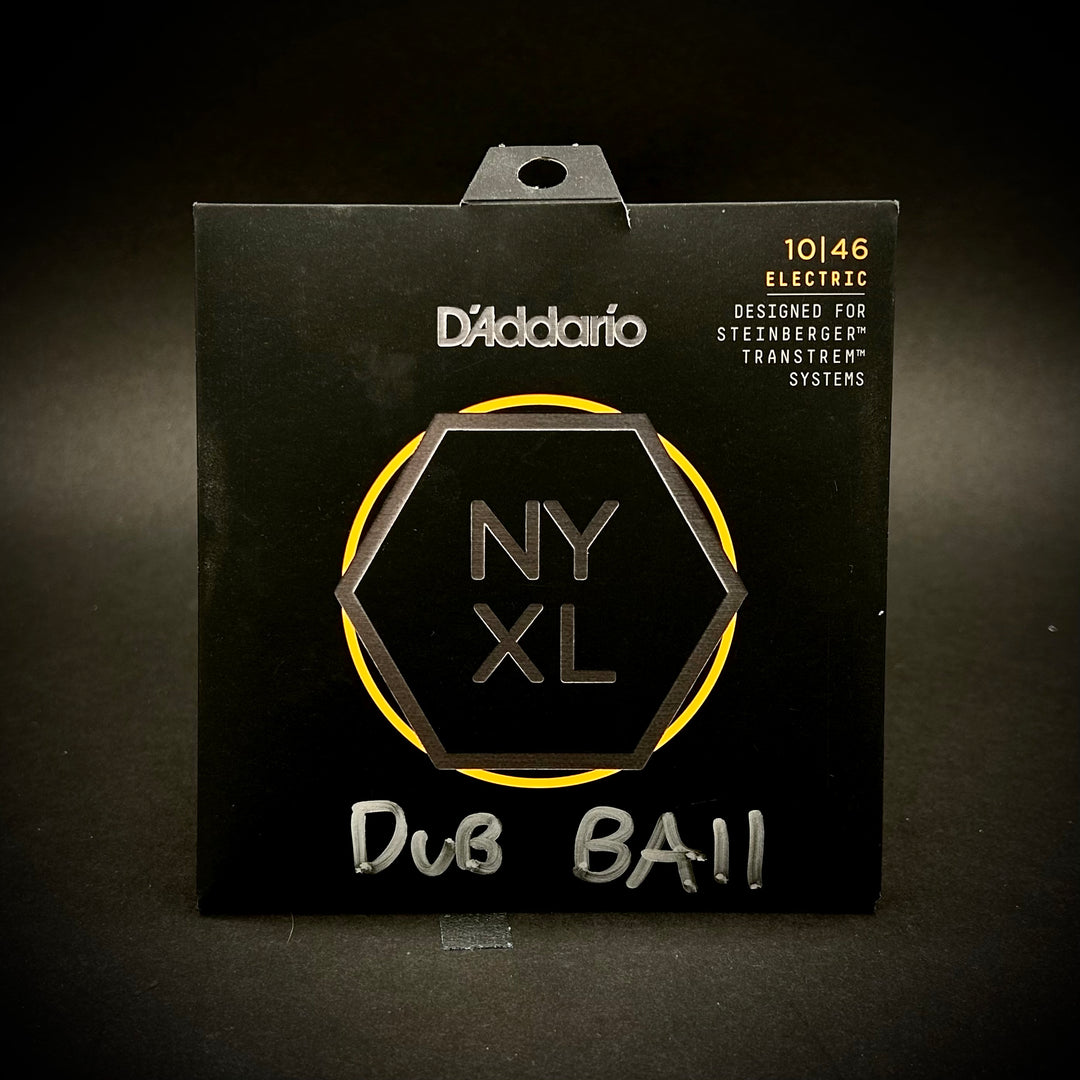 10|46
ELECTRIC
DESIGNED FOR
STEINBERGER™
TRANSTREM™
SYSTEMS
D'Addario
NY
XL
DuB BAll